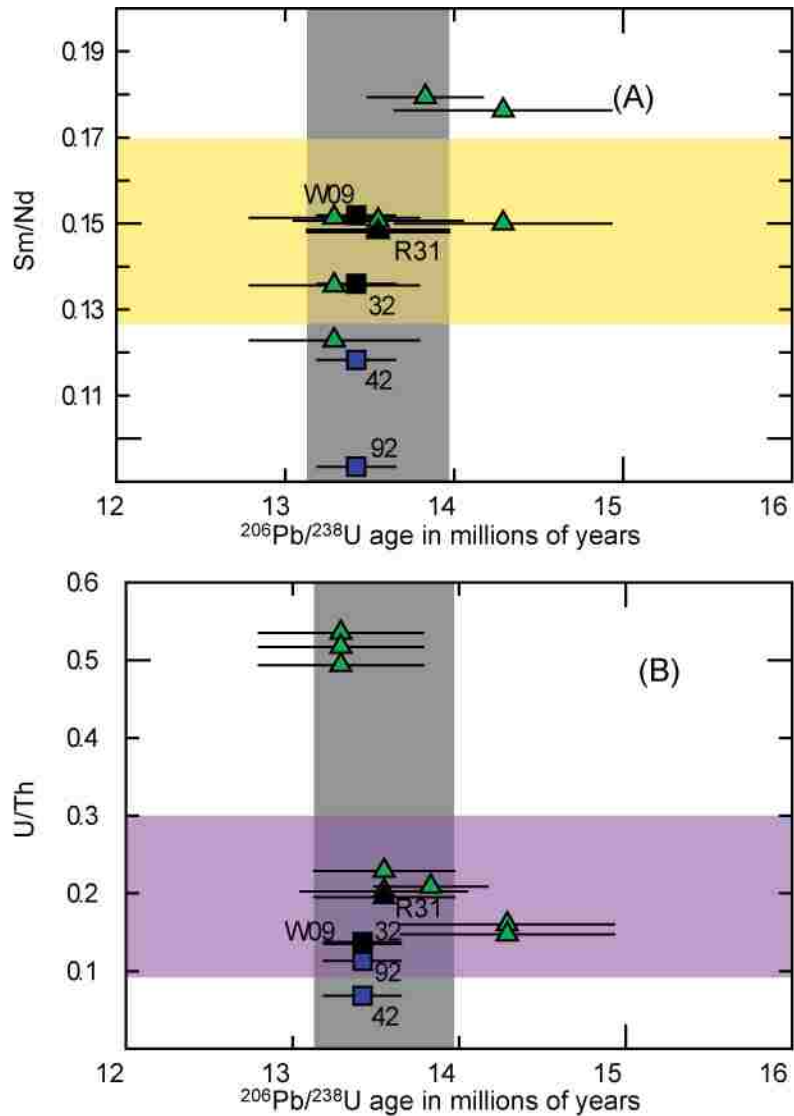 0.19
(A)
0.17
W09
0.15
Sm/Nd
R31
0.13
32
42
0.11
92
12 13 14 15 16
206Pb/238U age in millions of years
0.6
0.5
(B)
0.4
U/Th
0.3
0.2
R31
W09 32
92
0.1
42
12 13 14 15 16
206Pb/238U age in millions of years